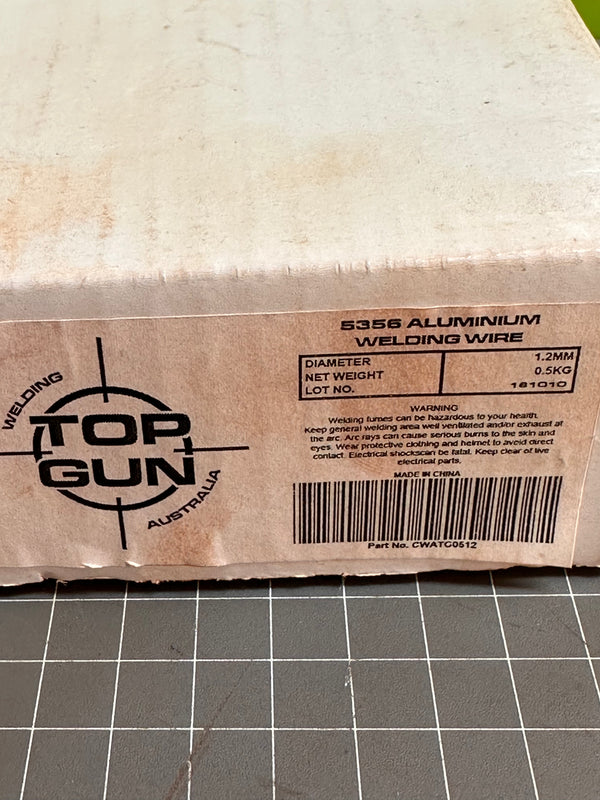 WELDING
TOP
GUN
AUSTRALIA
5356 ALUMINIUM
WELDING WIRE
DIAMETER 1.2MM
NET WEIGHT 0.5KG
LOT NO. 181010
WARNING
Welding fumes can be hazardous to your health.
Keep general welding area well ventilated and/or exhaust at
the arc. Arc rays can cause serious burns to the skin and
eyes. Wear protective clothing and helmet to avoid direct
contact. Electrical shockscan be fatal. Keep clear of live
electrical parts.
MADE IN CHINA
Part No. CWATC0512